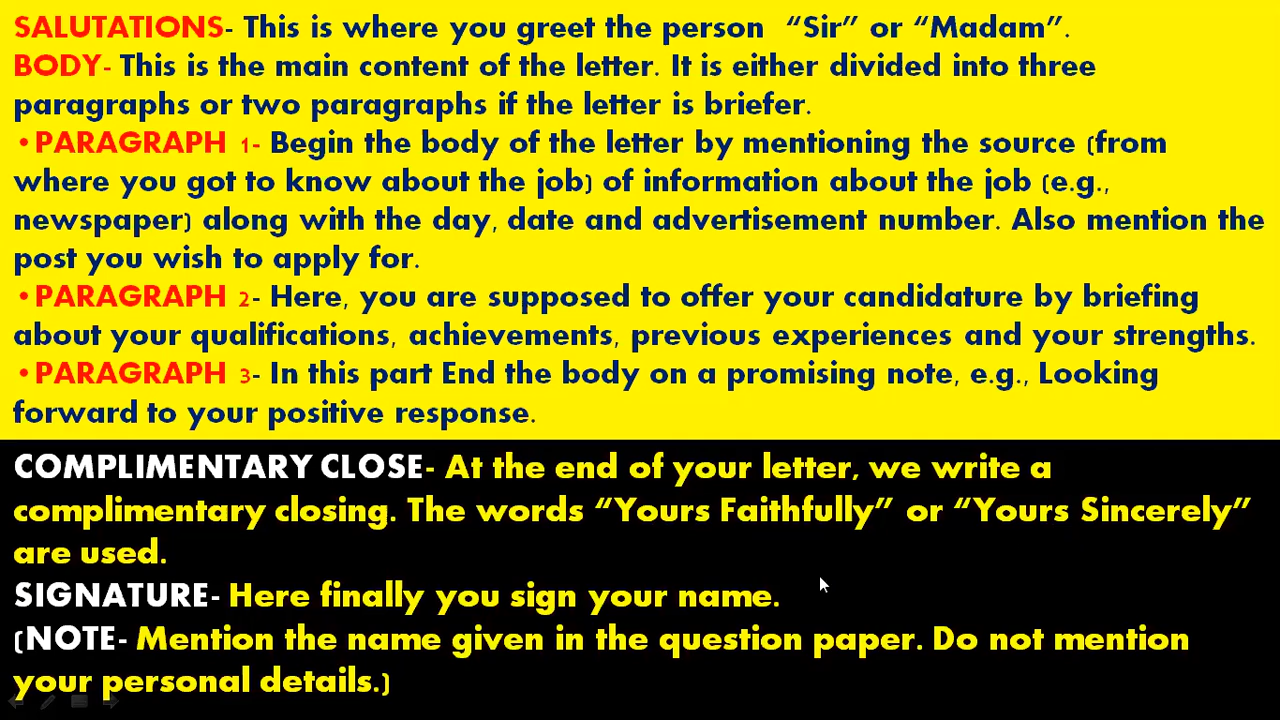 SALUTATIONS- This is where you greet the person “Sir” or “Madam”.
BODY- This is the main content of the letter. It is either divided into three
paragraphs or two paragraphs if the letter is briefer.
•PARAGRAPH 1- Begin the body of the letter by mentioning the source (from
where you got to know about the job) of information about the job (e.g.,
newspaper) along with the day, date and advertisement number. Also mention the
post you wish to apply for.
•PARAGRAPH 2- Here, you are supposed to offer your candidature by briefing
about your qualifications, achievements, previous experiences and your strengths.
•PARAGRAPH 3- In this part End the body on a promising note, e.g., Looking
forward to your positive response.
COMPLIMENTARY CLOSE- At the end of your letter, we write a
complimentary closing. The words “Yours Faithfully” or “Yours Sincerely”
are used.
SIGNATURE- Here finally you sign your name.
(NOTE- Mention the name given in the question paper. Do not mention
your personal details.)